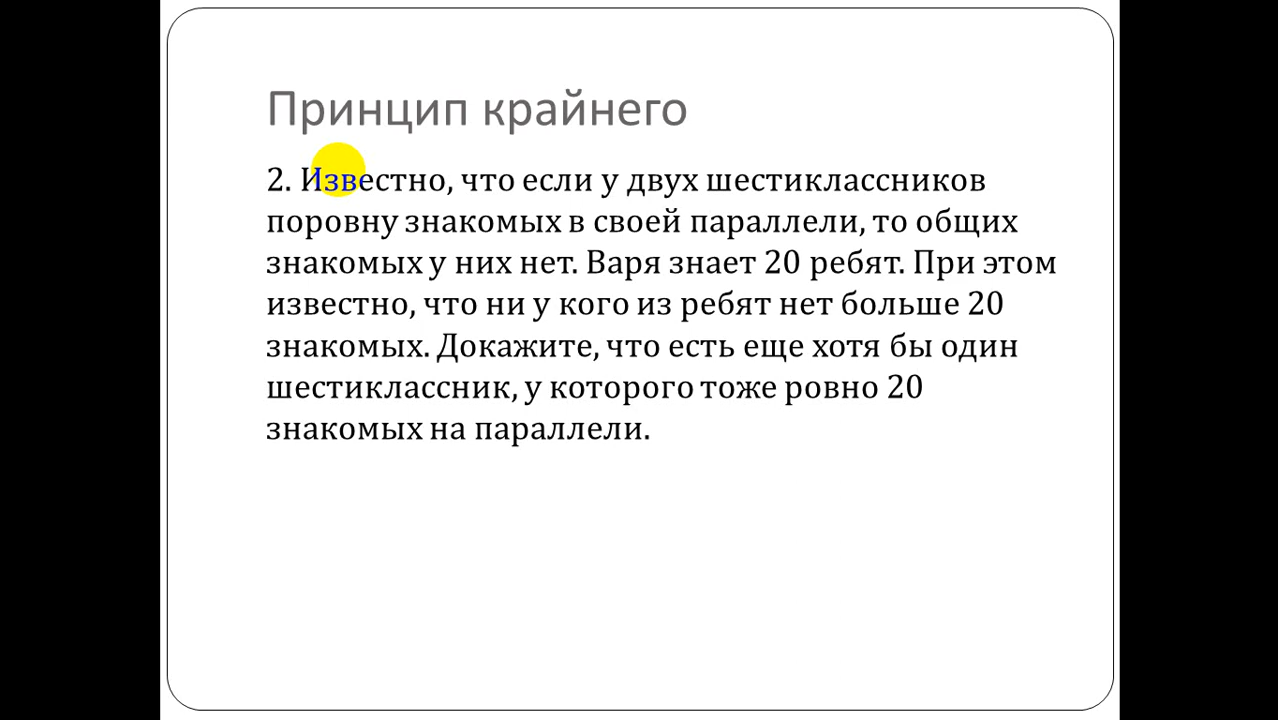 Принцип крайнего
2. Известно, что если у двух шестиклассников
поровну знакомых в своей параллели, то общих
знакомых у них нет. Варя знает 20 ребят. При этом
известно, что ни у кого из ребят нет больше 20
знакомых. Докажите, что есть еще хотя бы один
шестиклассник, у которого тоже ровно 20
знакомых на параллели.